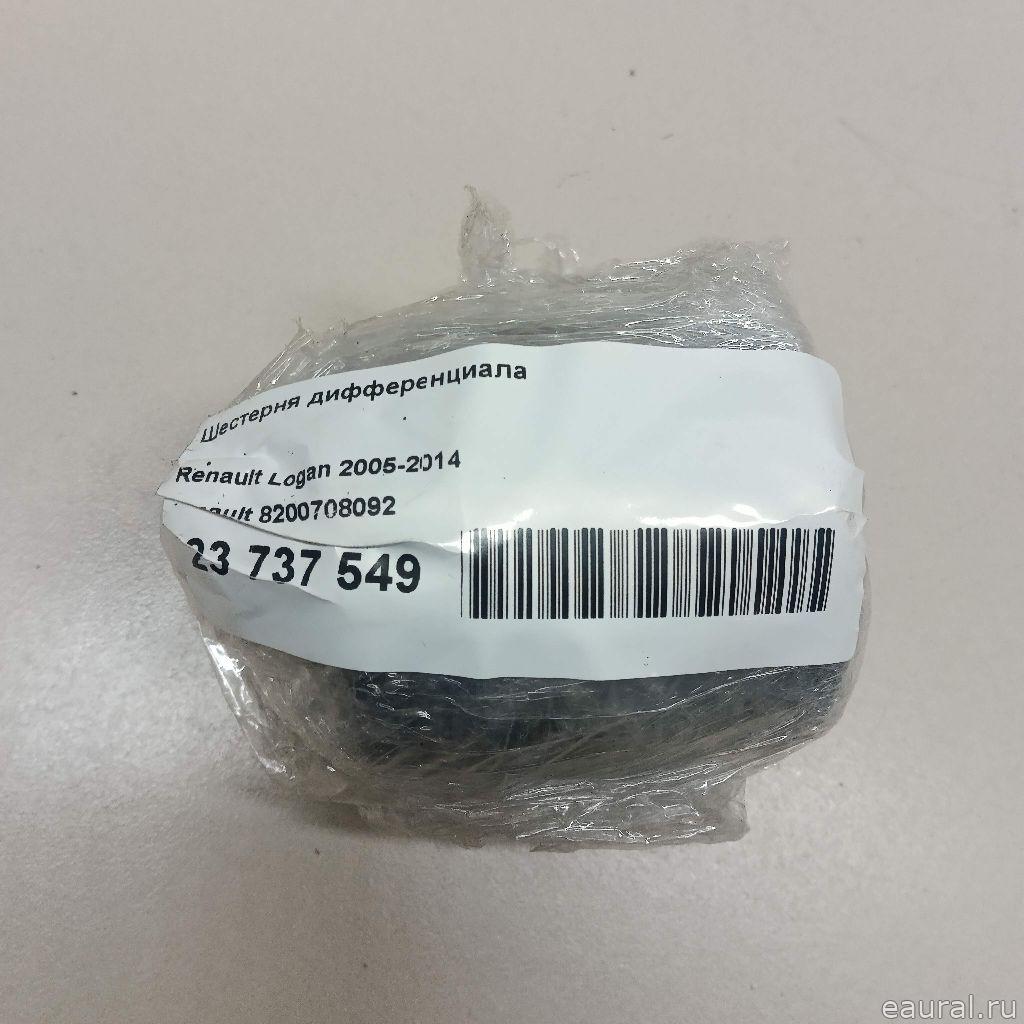 Шестерня дифференциала
Renault Logan 2005-2014
8200708092
23 737 549
eaural.ru